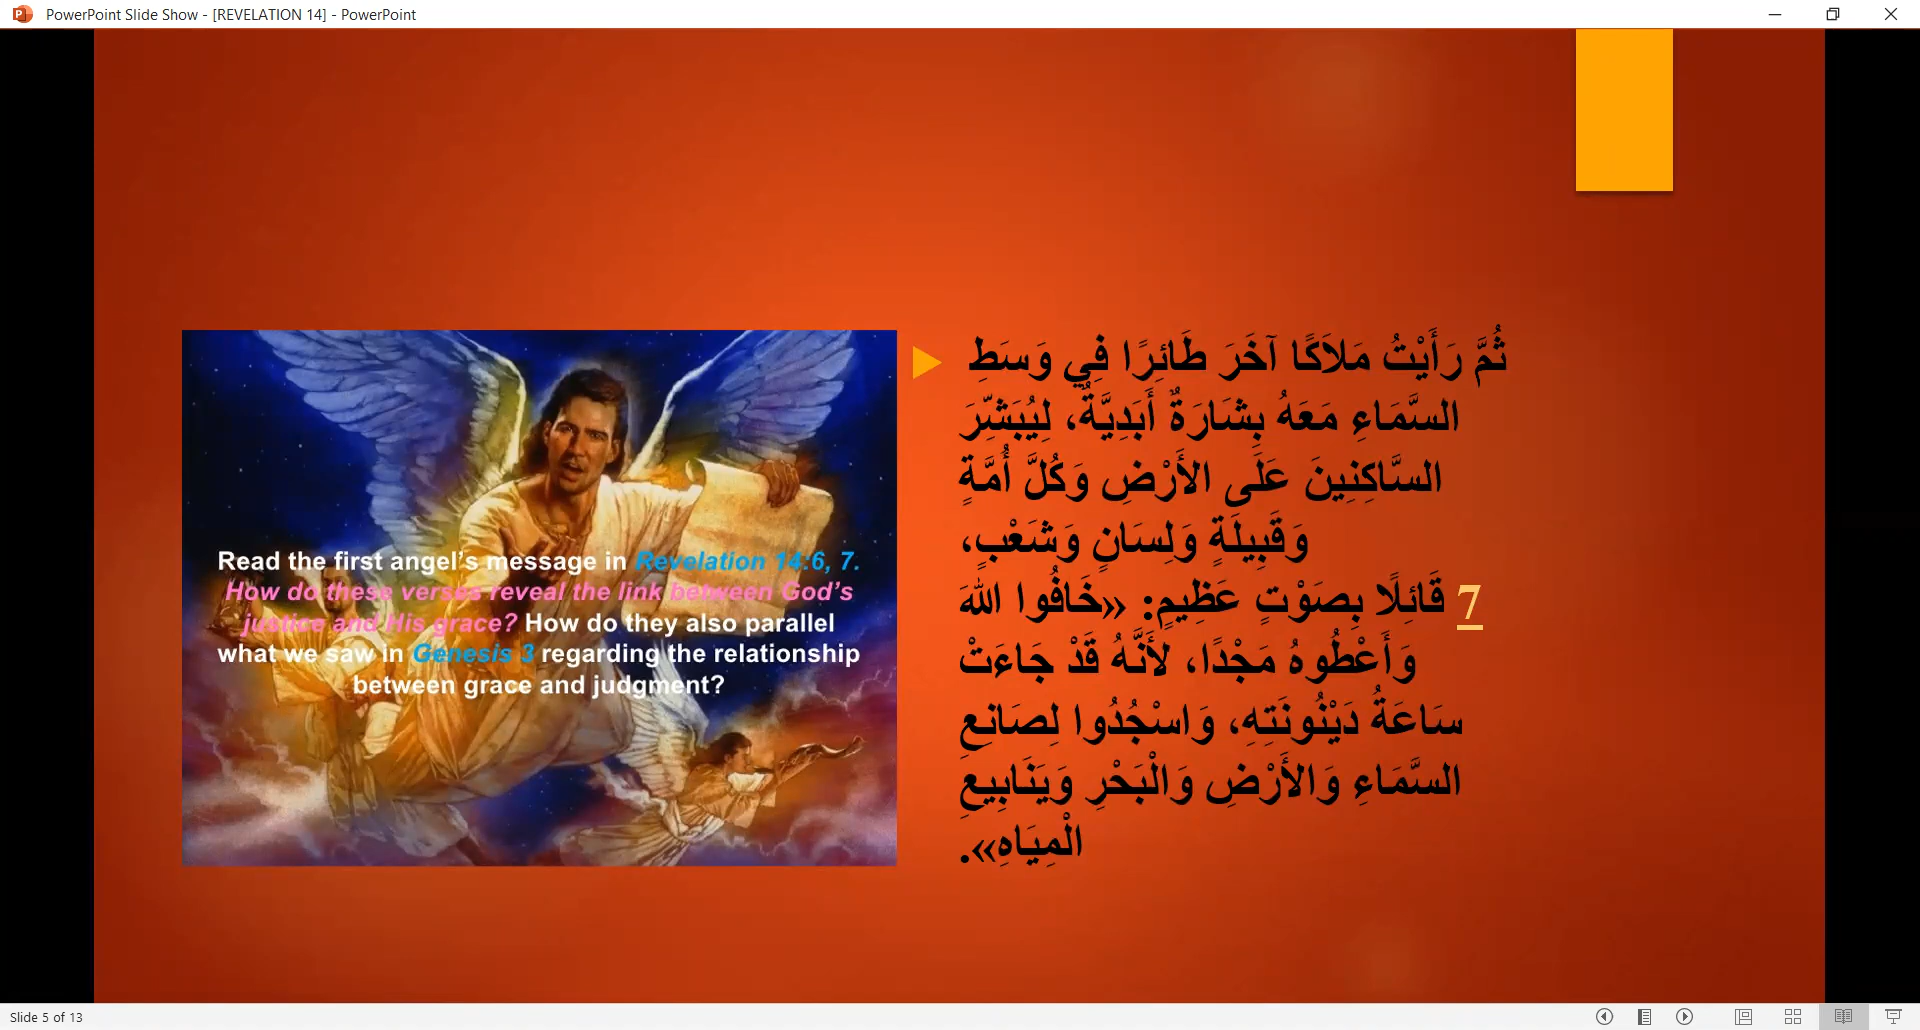 PowerPoint Slide Show - [REVELATION 14] - PowerPoint
Read the first angel's message in Revelation 14:6, 7.
How do these verses reveal the link between God's
justice and His grace? How do they also parallel
what we saw in Genesis 3 regarding the relationship
between grace and judgment?
ثُمَّ رَأَيْتُ مَلاَكًا آخَرَ طَائِرًا فِي وَسَطِ
السَّمَاءِ مَعَهُ بِشَارَةٌ أَبَدِيَّةٌ، لِيُبَشِّرَ
السَّاكِنِينَ عَلَى الأَرْضِ وَكُلَّ أُمَّةٍ
وَقَبِيلَةٍ وَلِسَانٍ وَشَعْبٍ،
7 قَائِلًا بِصَوْتٍ عَظِيمٍ: «خَافُوا اللهَ
وَأَعْطُوهُ مَجْدًا، لأَنَّهُ قَدْ جَاءَتْ
سَاعَةُ دَيْنُونَتِهِ، وَاسْجُدُوا لِصَانِعِ
السَّمَاءِ وَالأَرْضِ وَالْبَحْرِ وَيَنَابِيعِ
الْمِيَاهِ».
Slide 5 of 13